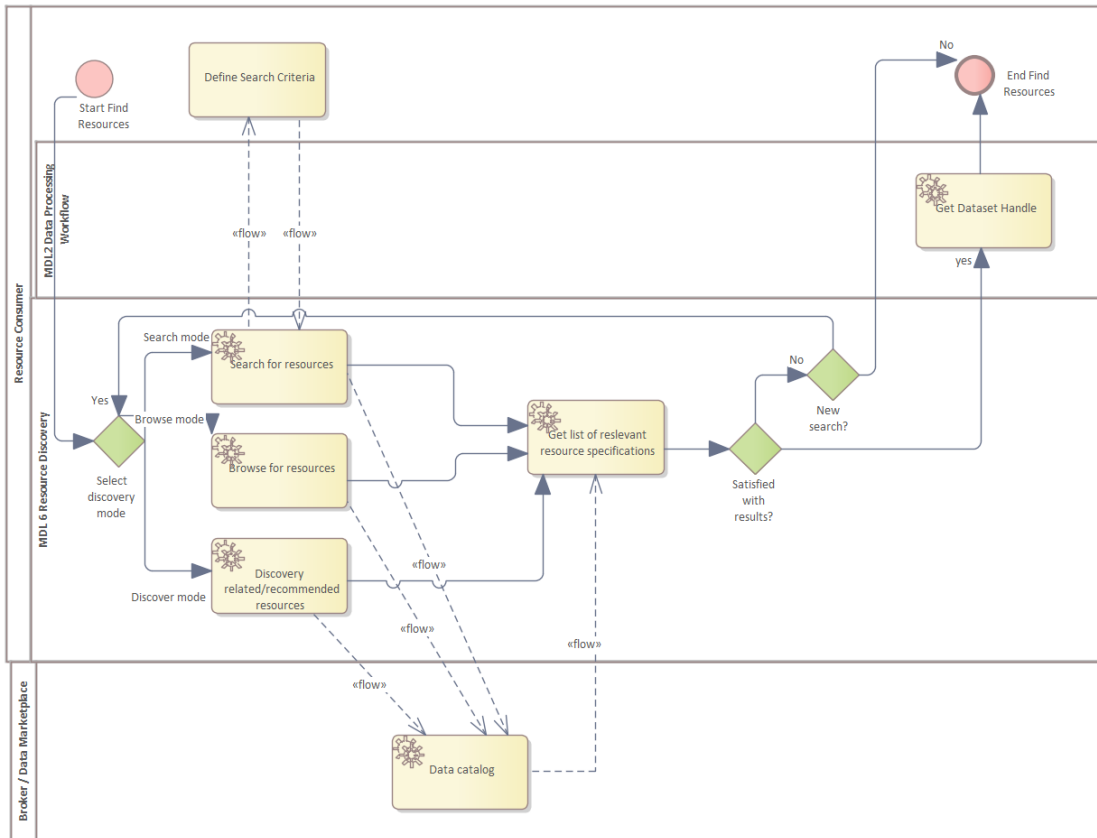 Resource Consumer
Start Find
Resources
Define Search Criteria
No
End Find
Resources
MDL2 Data Processing
Workflow
«flow»
«flow»
Get Dataset Handle
yes
MDL 6 Resource Discovery
Search mode
Search for resources
Yes
Browse mode
Select
discovery
mode
Browse for resources
Discover mode
Discovery
related/recommended
resources
Get list of reslevant
resource specifications
No
New
search?
Satisfied
with
results?
«flow»
«flow»
«flow»
«flow»
Broker / Data Marketplace
Data catalog